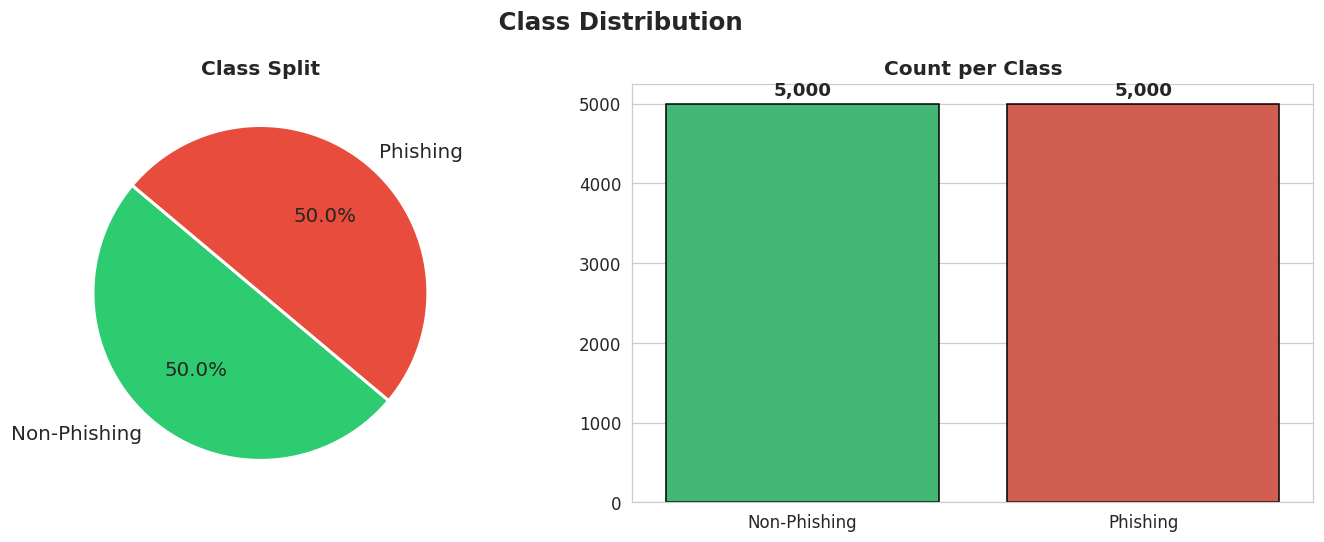 Class Distribution
Class Split
Phishing
50.0%
50.0%
Non-Phishing
Count per Class
5,000
5,000
5000
4000
3000
2000
1000
0
Non-Phishing
Phishing